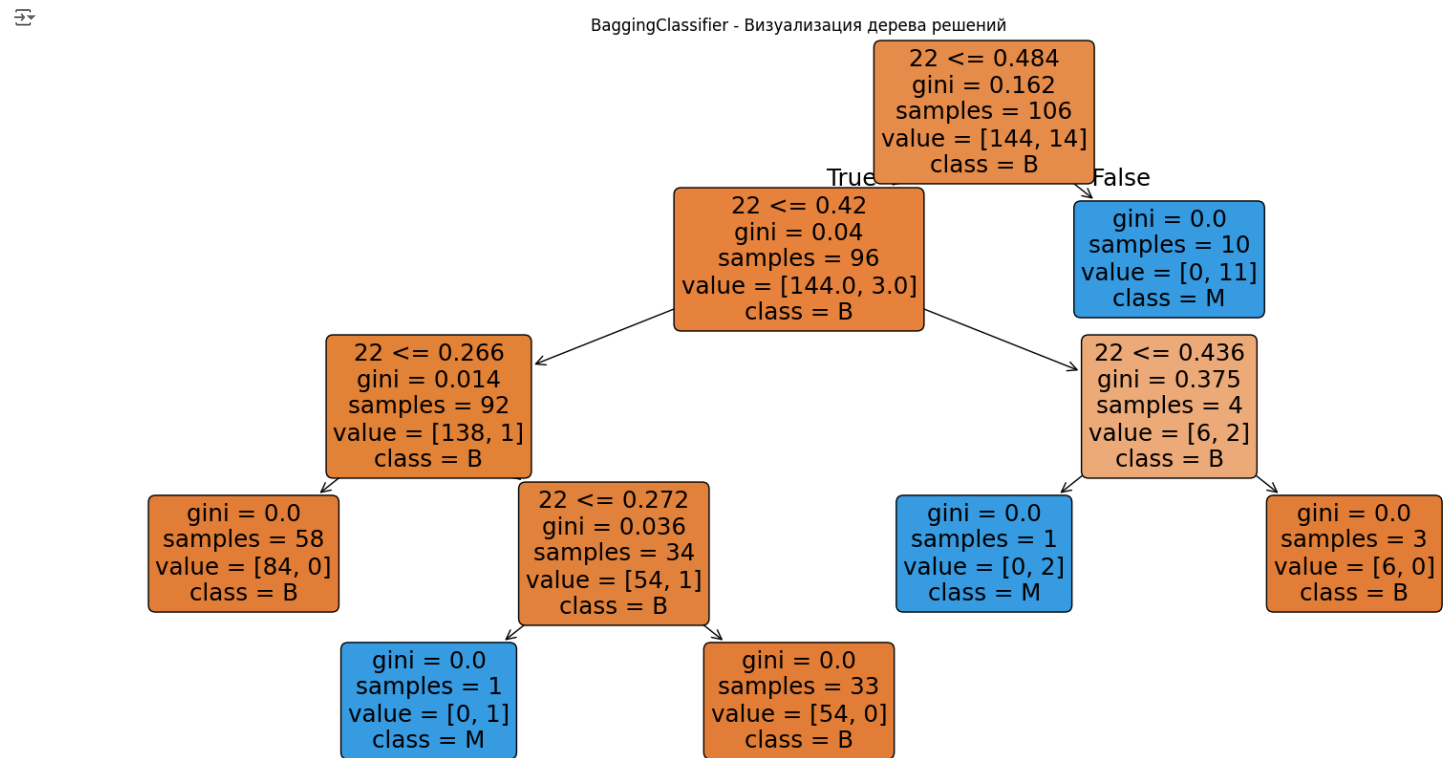 BaggingClassifier - Визуализация дерева решений
22 <= 0.484
gini = 0.162
samples = 106
value = [144, 14]
class = B
True
False
22 <= 0.42
gini = 0.04
samples = 96
value = [144.0, 3.0]
class = B
gini = 0.0
samples = 10
value = [0, 11]
class = M
22 <= 0.266
gini = 0.014
samples = 92
value = [138, 1]
class = B
22 <= 0.436
gini = 0.375
samples = 4
value = [6, 2]
class = B
gini = 0.0
samples = 58
value = [84, 0]
class = B
22 <= 0.272
gini = 0.036
samples = 34
value = [54, 1]
class = B
gini = 0.0
samples = 1
value = [0, 2]
class = M
gini = 0.0
samples = 3
value = [6, 0]
class = B
gini = 0.0
samples = 1
value = [0, 1]
class = M
gini = 0.0
samples = 33
value = [54, 0]
class = B